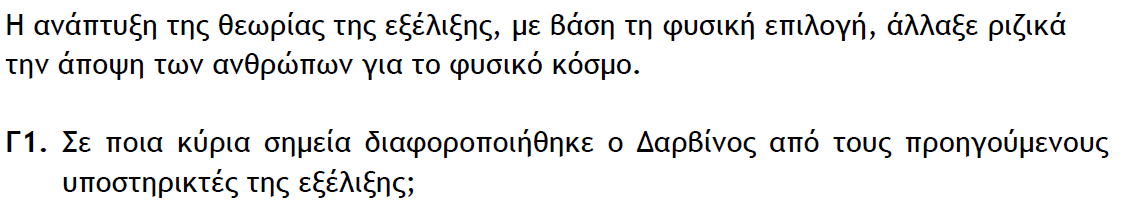 Η ανάπτυξη της θεωρίας της εξέλιξης, με βάση τη φυσική επιλογή, άλλαξε ριζικά
την άποψη των ανθρώπων για το φυσικό κόσμο.
Γ1. Σε ποια κύρια σημεία διαφοροποιήθηκε ο Δαρβίνος από τους προηγούμενους
υποστηρικτές της εξέλιξης;